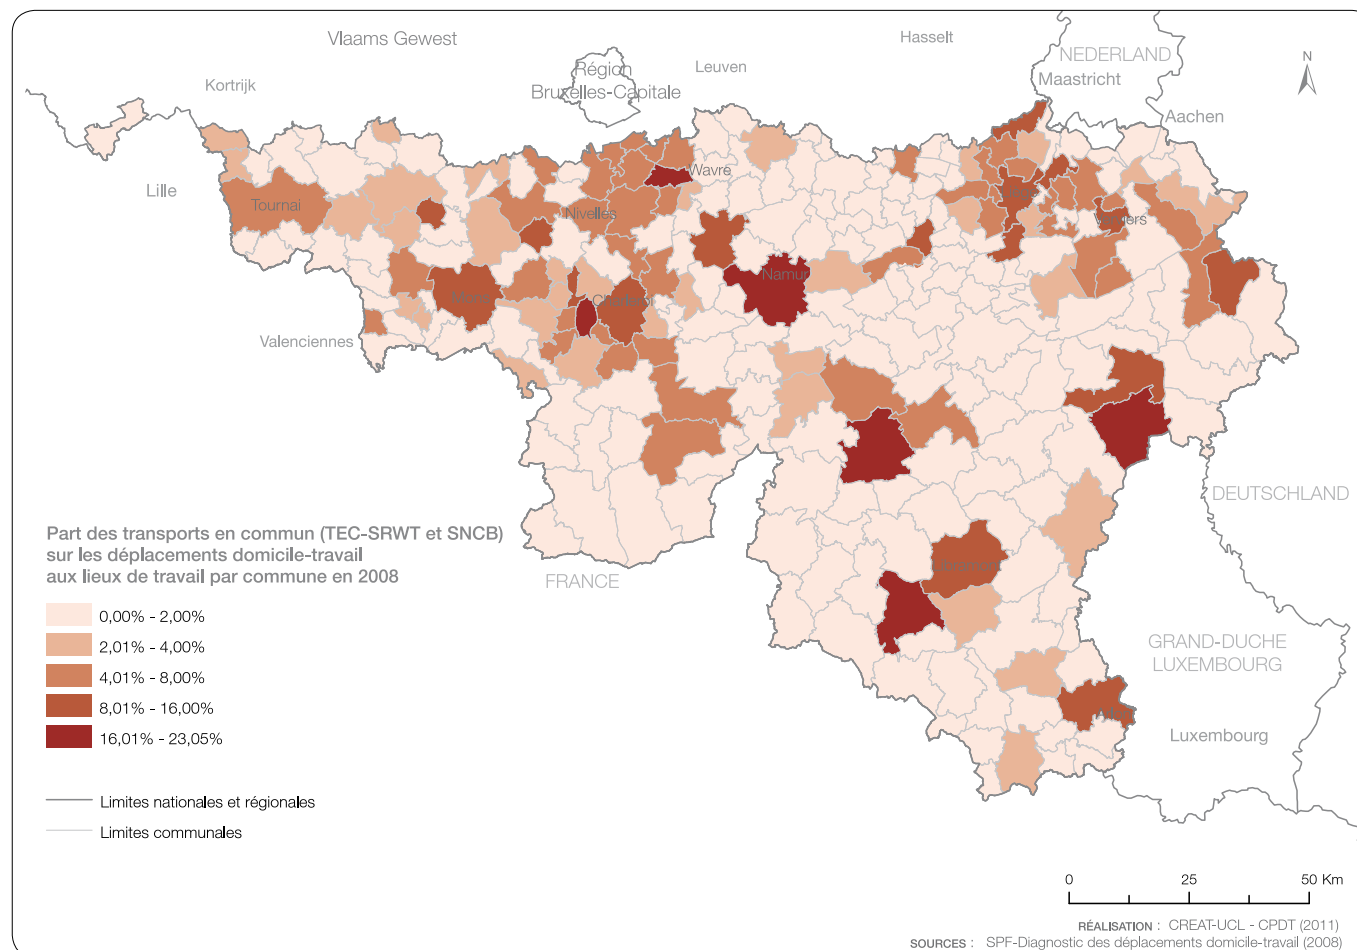 Vlaams Gewest
Hasselt
NEDERLAND
Maastricht
Leuven
Région
Bruxelles-Capitale
Kortrijk
N
Aachen
Lille
Wavre
Tournai
Nivelles
Verviers
Namur
Mons
Charleroi
Valenciennes
DEUTSCHLAND
FRANCE
GRAND-DUCHE
LUXEMBOURG
Luxembourg
Part des transports en commun (TEC-SRWT et SNCB)
sur les déplacements domicile-travail
aux lieux de travail par commune en 2008
0,00% - 2,00%
2,01% - 4,00%
4,01% - 8,00%
8,01% - 16,00%
16,01% - 23,05%
Limites nationales et régionales
Limites communales
0 25 50 Km
RÉALISATION : CREAT-UCL - CPDT (2011)
SOURCES : SPF-Diagnostic des déplacements domicile-travail (2008)